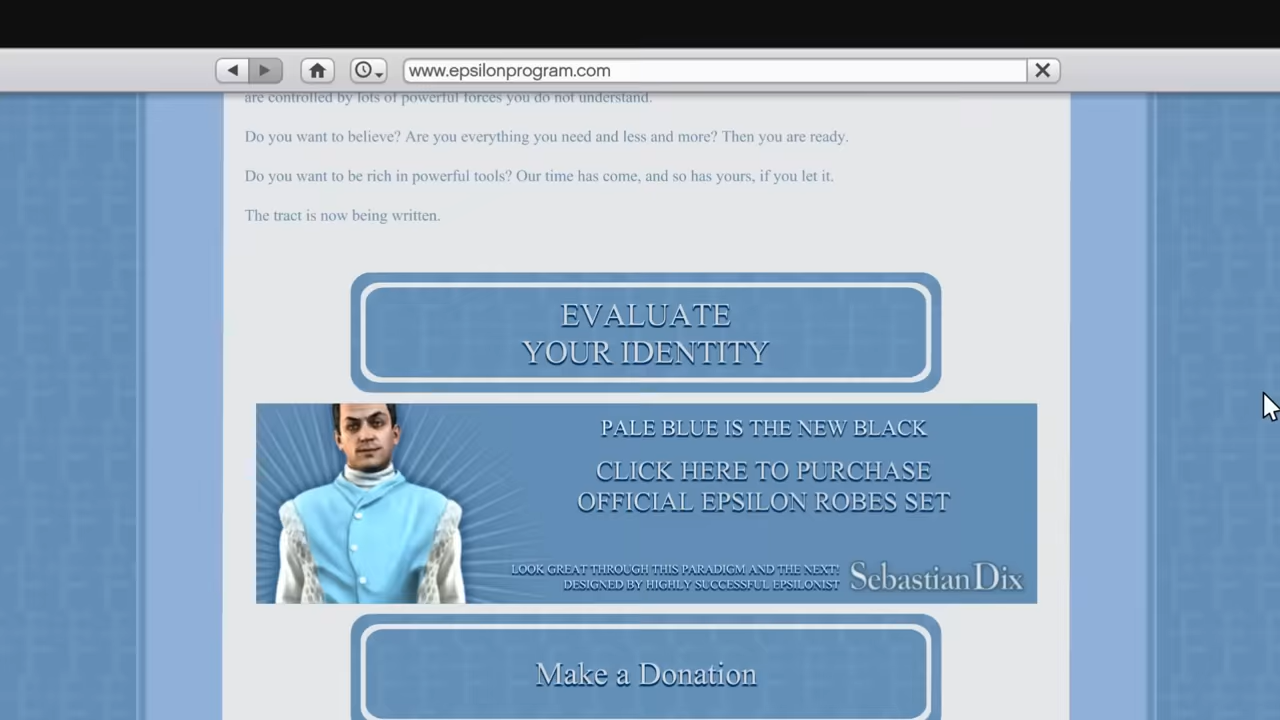 www.epsilonprogram.com
are controlled by lots of powerful forces you do not understand.
Do you want to believe? Are you everything you need and less and more? Then you are ready.
Do you want to be rich in powerful tools? Our time has come, and so has yours, if you let it.
The tract is now being written.
EVALUATE
YOUR IDENTITY
PALE BLUE IS THE NEW BLACK
CLICK HERE TO PURCHASE
OFFICIAL EPSILON ROBES SET
LOOK GREAT THROUGH THIS PARADIGM AND THE NEXT!
DESIGNED BY HIGHLY SUCCESSFUL EPSILONIST
SebastianDix
Make a Donation